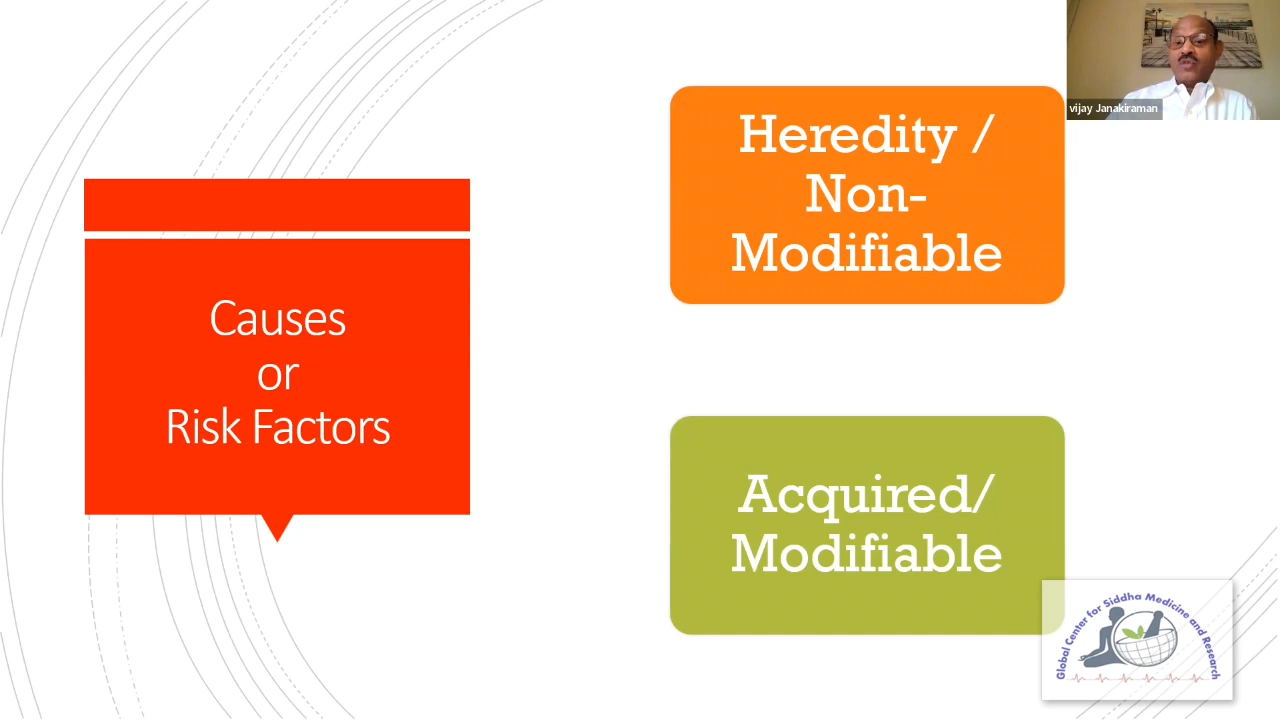 vijay Janakiraman
Heredity /
Non-
Modifiable
Causes
or
Risk Factors
Acquired/
Modifiable
Global Center for Siddha Medicine and Research